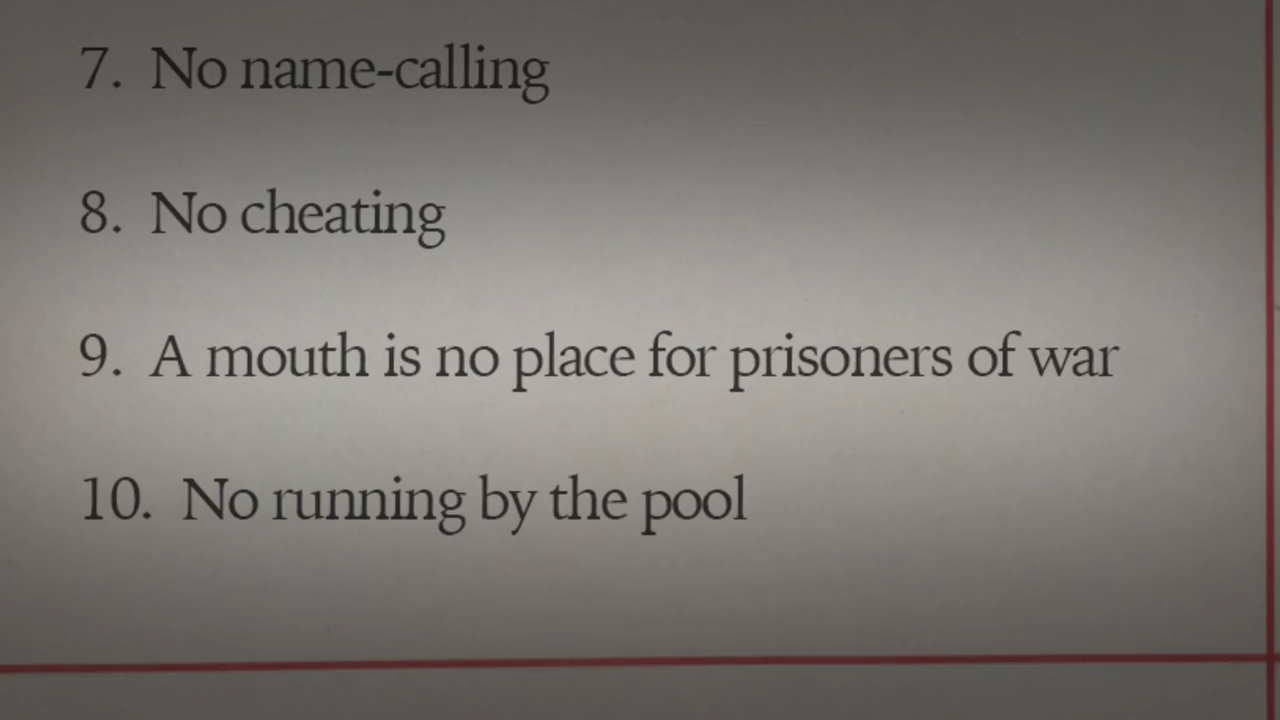 7. No name-calling
8. No cheating
9. A mouth is no place for prisoners of war
10. No running by the pool